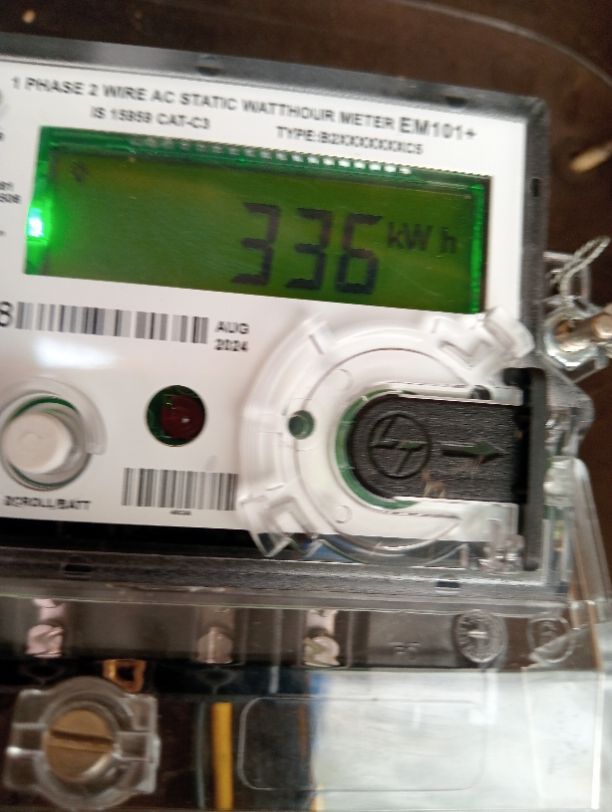 1 PHASE 2 WIRE AC STATIC WATTHOUR METER EM101+
IS 15959 CAT-C3 TYPE:B2XXXXXXXC5
336 kWh
8
AUG
2024
SCROLL/BATT